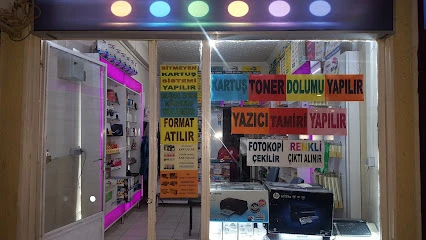 BİTMEYEN
KARTUŞ
SİSTEMİ
YAPILIR
FORMAT
ATILIR
KARTUŞ TONER DOLUMU YAPILIR
YAZICI TAMİRİ YAPILIR
FOTOKOPİ
ÇEKİLİR
RENKLİ
ÇIKTI ALINIR
hp